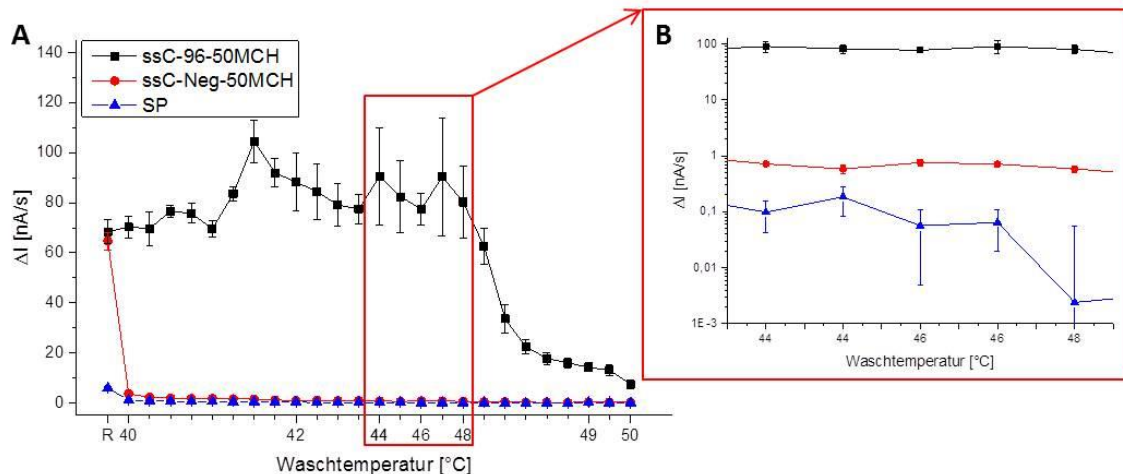 A
ssC-96-50MCH
ssC-Neg-50MCH
SP
140
120
100
80
60
40
20
0
ΔI [nA/s]
R 40 42 44 46 48 49 50
Waschtemperatur [°C]
B
100
10
1
0,1
0,01
1E-3
ΔI [nA/s]
44 44 46 46 48
Waschtemperatur [°C]